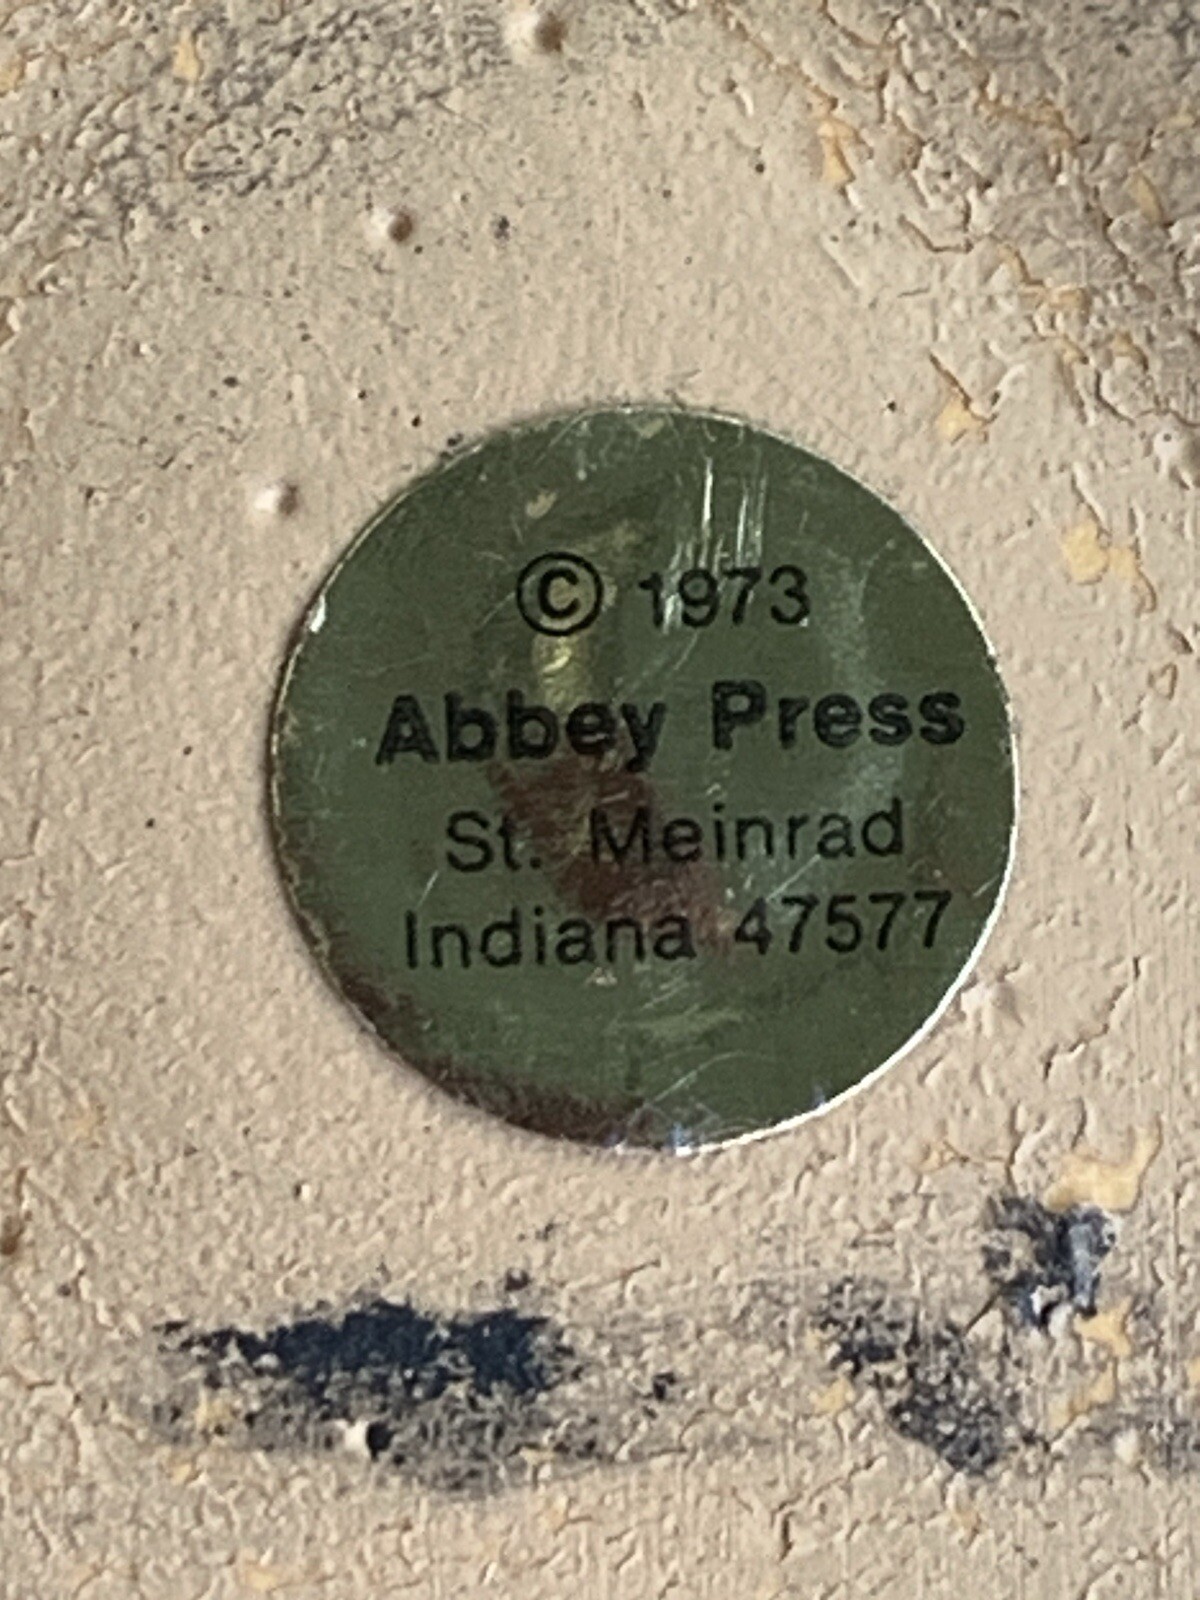 © 1973
Abbey Press
St. Meinrad
Indiana 47577